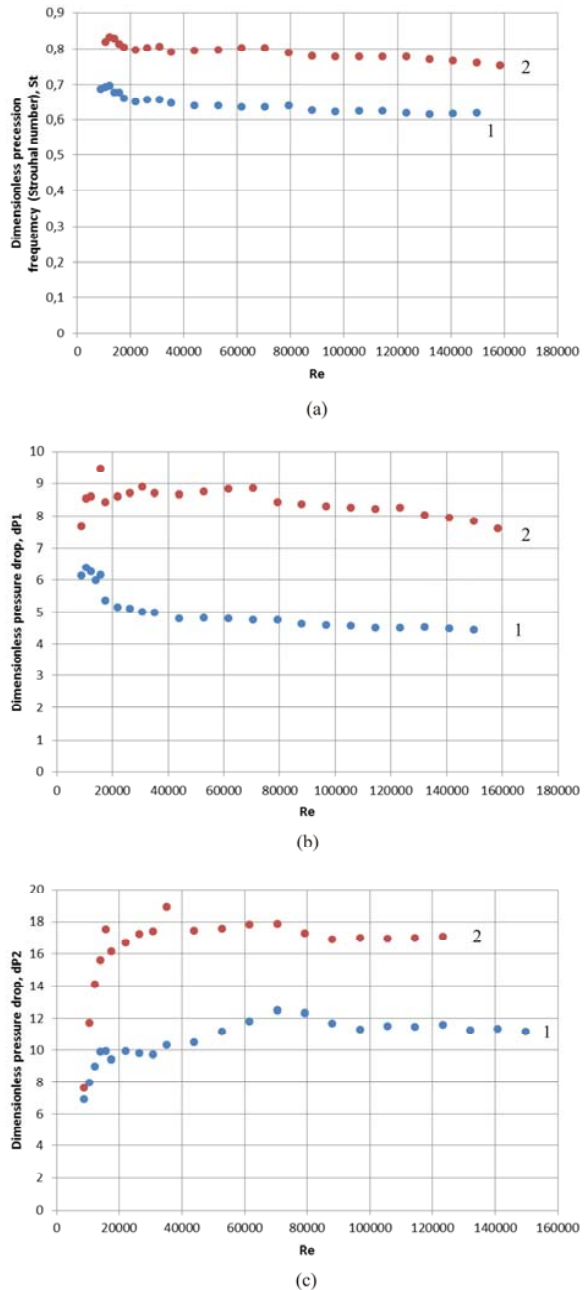 Dimensionless precession
frequemcy (Strouhal number), St
0,9
0,8
0,7
0,6
0,5
0,4
0,3
0,2
0,1
0
2
1
0 20000 40000 60000 80000 100000 120000 140000 160000 180000
Re
(a)
Dimensionless pressure drop, dP1
10
9
8
7
6
5
4
3
2
1
0
2
1
0 20000 40000 60000 80000 100000 120000 140000 160000 180000
Re
(b)
Dimensionless pressure drop, dP2
20
18
16
14
12
10
8
6
4
2
0
2
1
0 20000 40000 60000 80000 100000 120000 140000 160000
Re
(c)